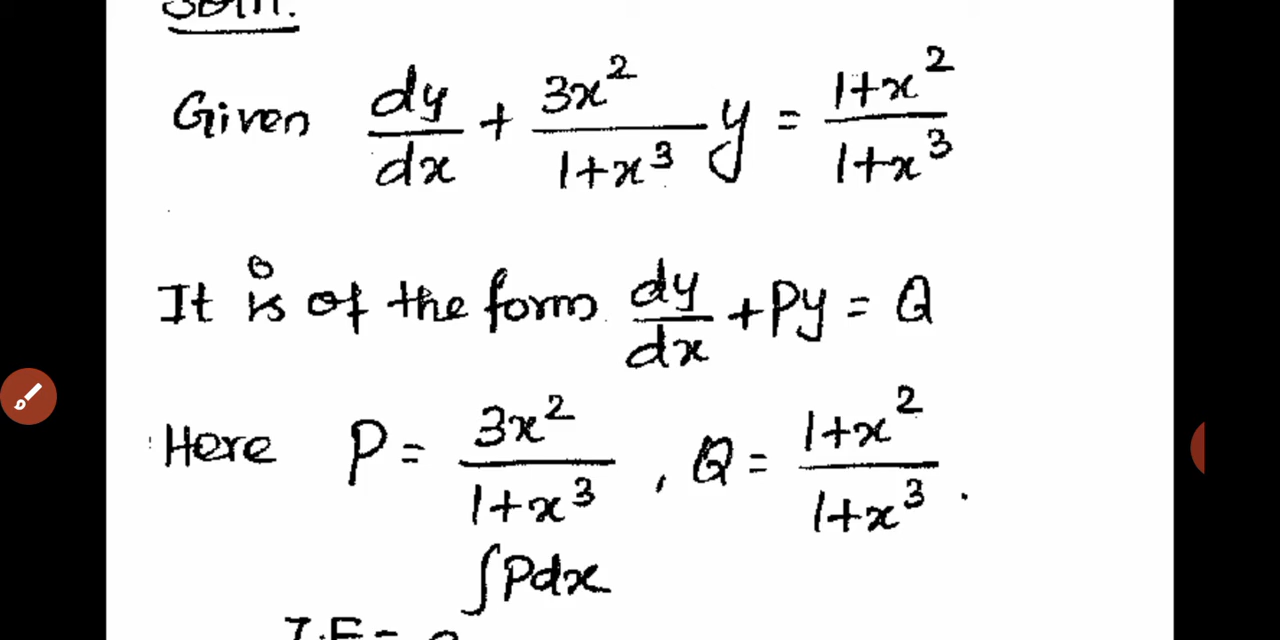 Soln.
Given dy/dx + 3x²/1+x³ y = 1+x²/1+x³
It is of the form dy/dx + Py = Q
Here P = 3x²/1+x³ , Q = 1+x²/1+x³ .
I.F = e^∫Pdx